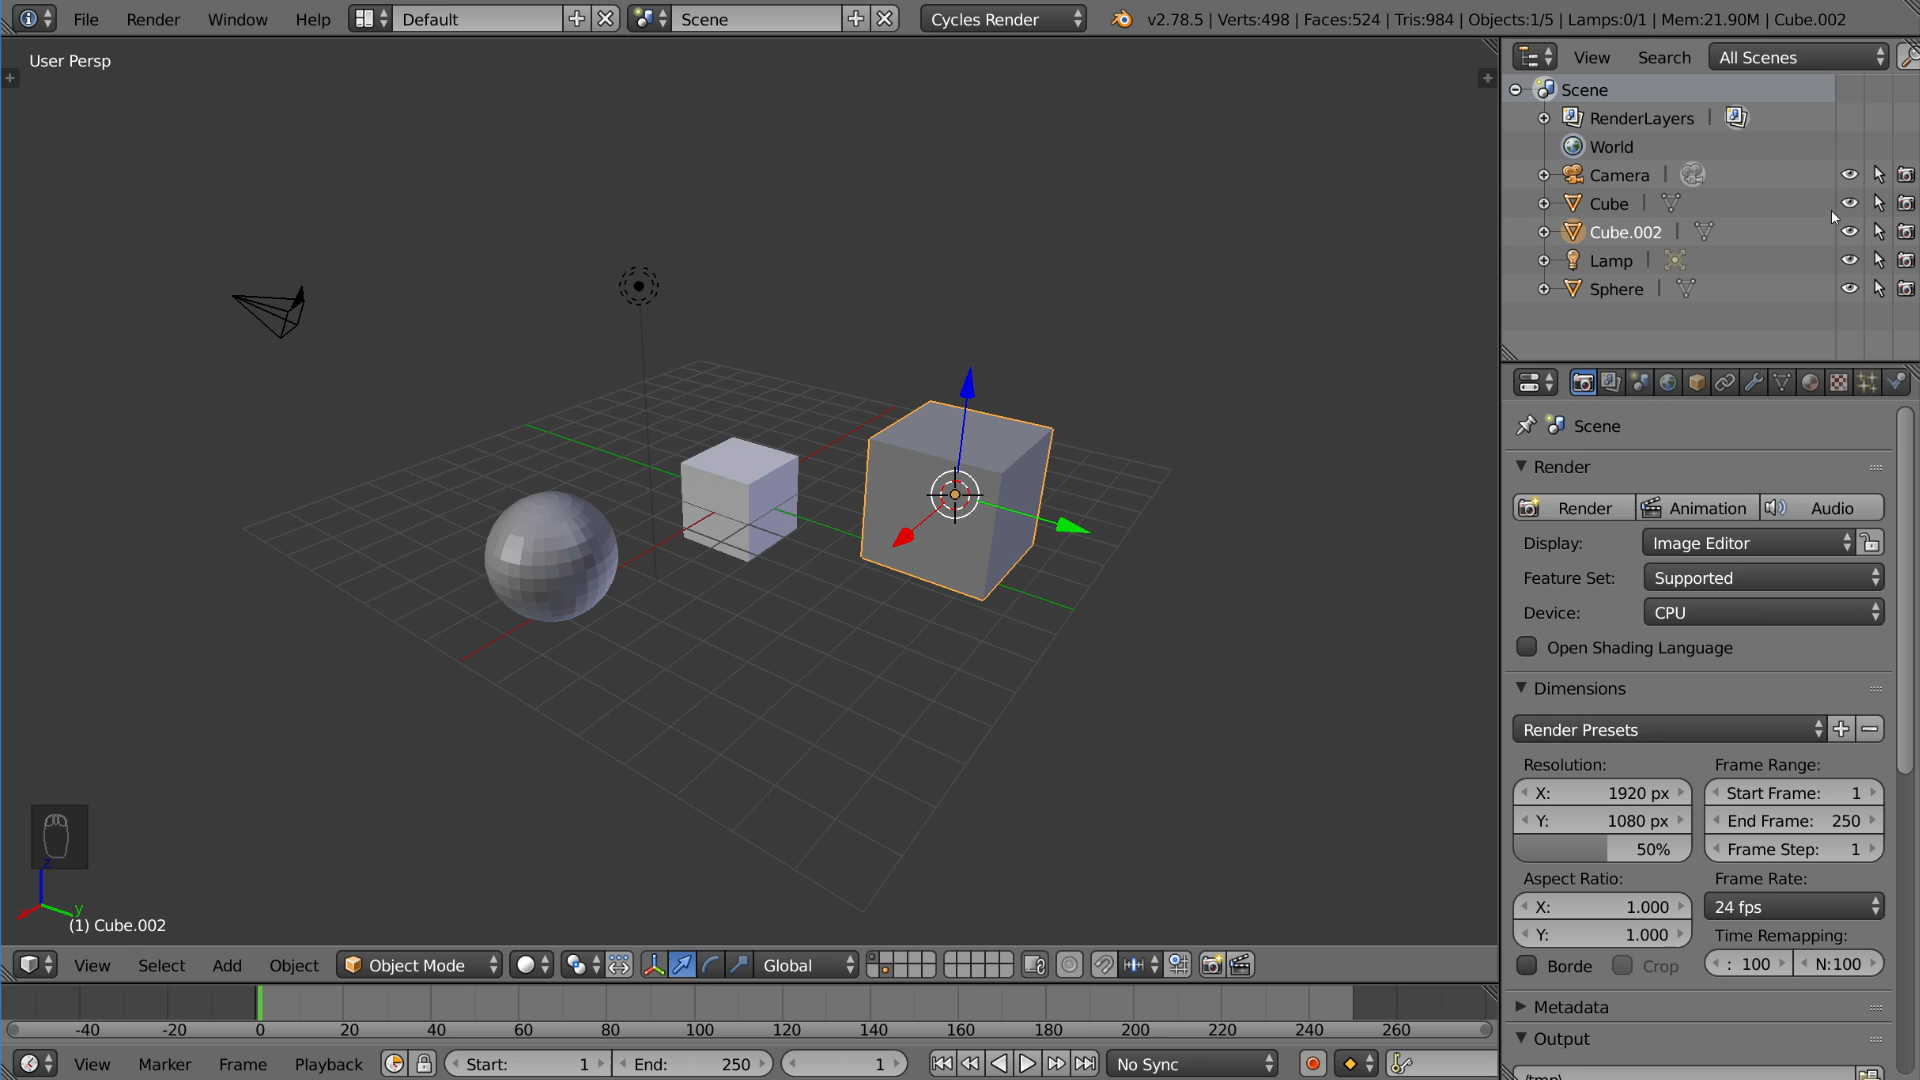 File Render Window Help Default Scene Cycles Render v2.78.5 | Verts:498 | Faces:524 | Tris:984 | Objects:1/5 | Lamps:0/1 | Mem:21.90M | Cube.002
User Persp
View Search All Scenes
Scene
RenderLayers
World
Camera
Cube
Cube.002
Lamp
Sphere
Scene
Render
Render Animation Audio
Display: Image Editor
Feature Set: Supported
Device: CPU
Open Shading Language
Dimensions
Render Presets
Resolution: Frame Range:
X: 1920 px Start Frame: 1
Y: 1080 px End Frame: 250
50% Frame Step: 1
Aspect Ratio: Frame Rate:
X: 1.000 24 fps
Y: 1.000 Time Remapping:
Borde Crop : 100 N:100
Metadata
Output
z
y
(1) Cube.002
View Select Add Object Object Mode Global
-40 -20 0 20 40 60 80 100 120 140 160 180 200 220 240 260
View Marker Frame Playback Start: 1 End: 250 1 No Sync